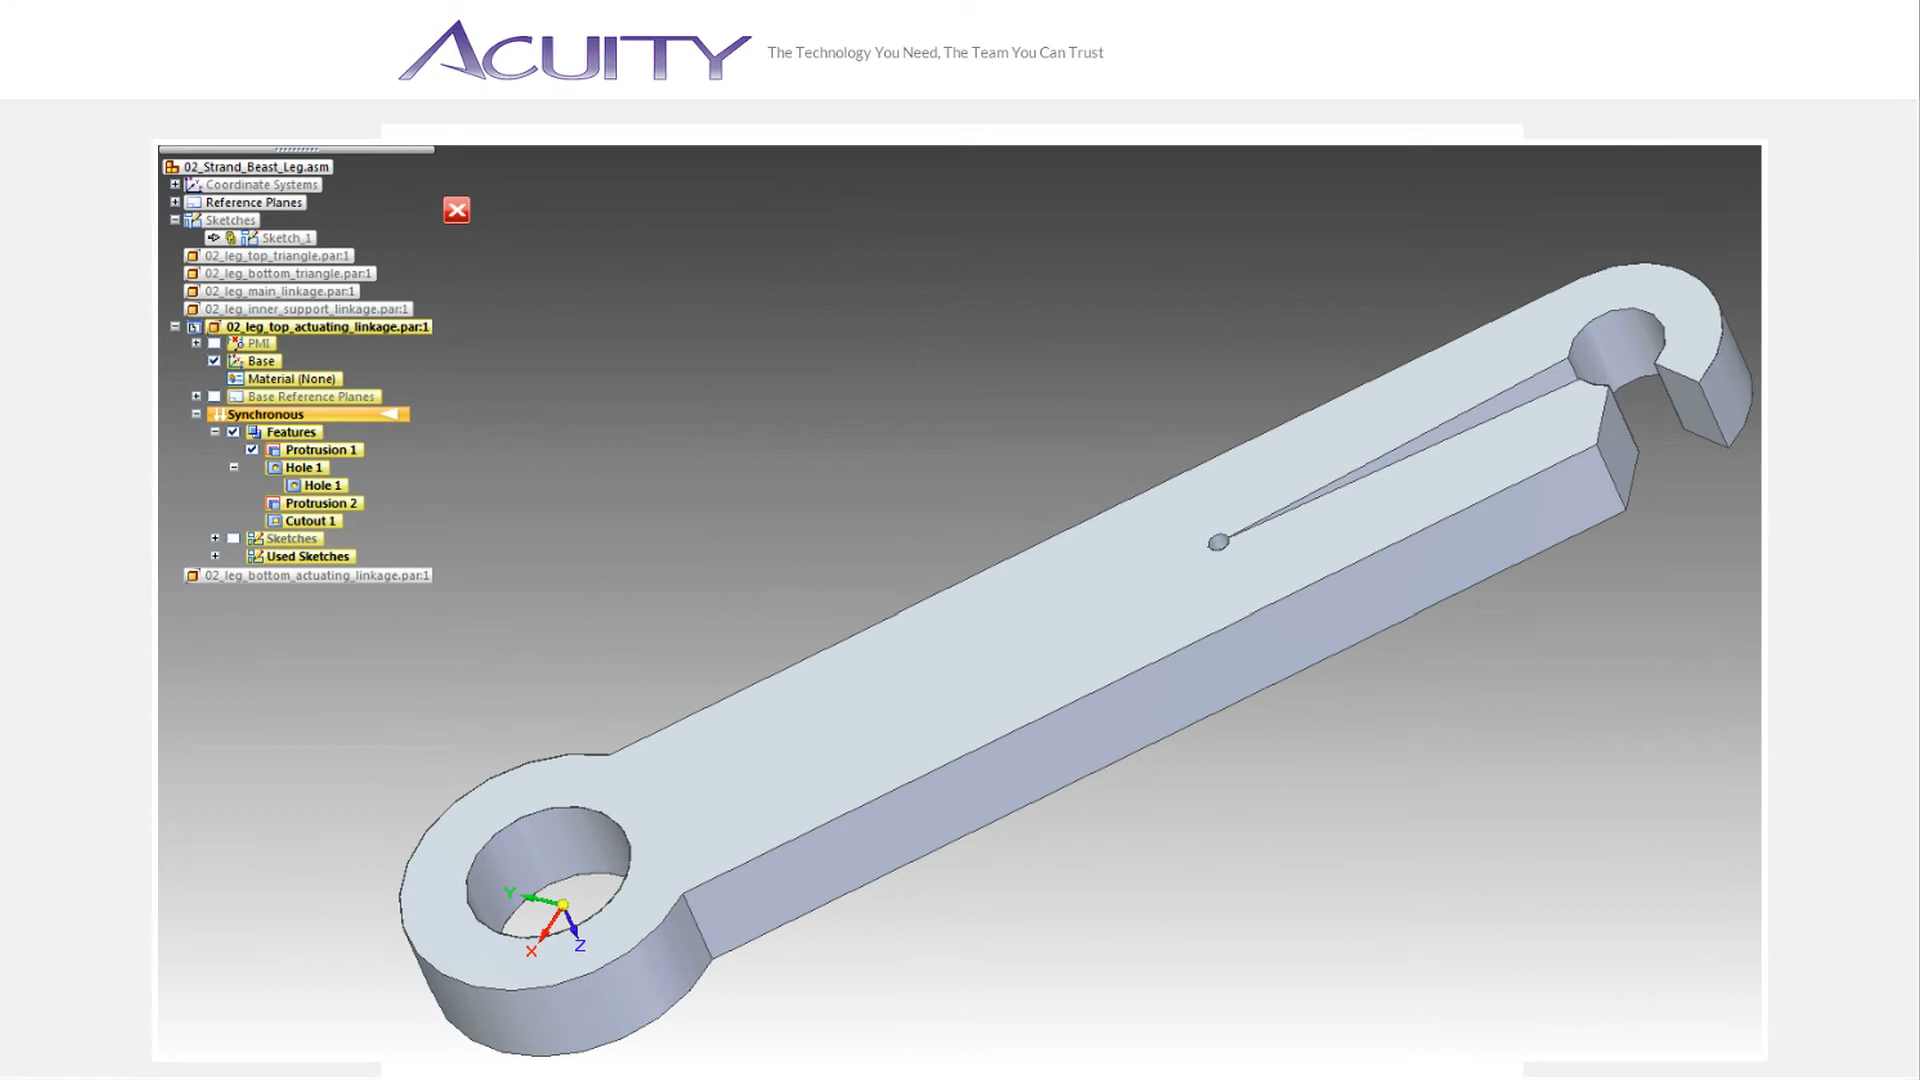 ACUITY The Technology You Need, The Team You Can Trust
02_Strand_Beast_Leg.asm
Coordinate Systems
Reference Planes
Sketches
Sketch_1
02_leg_top_triangle.par:1
02_leg_bottom_triangle.par:1
02_leg_main_linkage.par:1
02_leg_inner_support_linkage.par:1
02_leg_top_actuating_linkage.par:1
PMI
Base
Material (None)
Base Reference Planes
Synchronous
Features
Protrusion 1
Hole 1
Hole 1
Protrusion 2
Cutout 1
Sketches
Used Sketches
02_leg_bottom_actuating_linkage.par:1
Y
X
Z